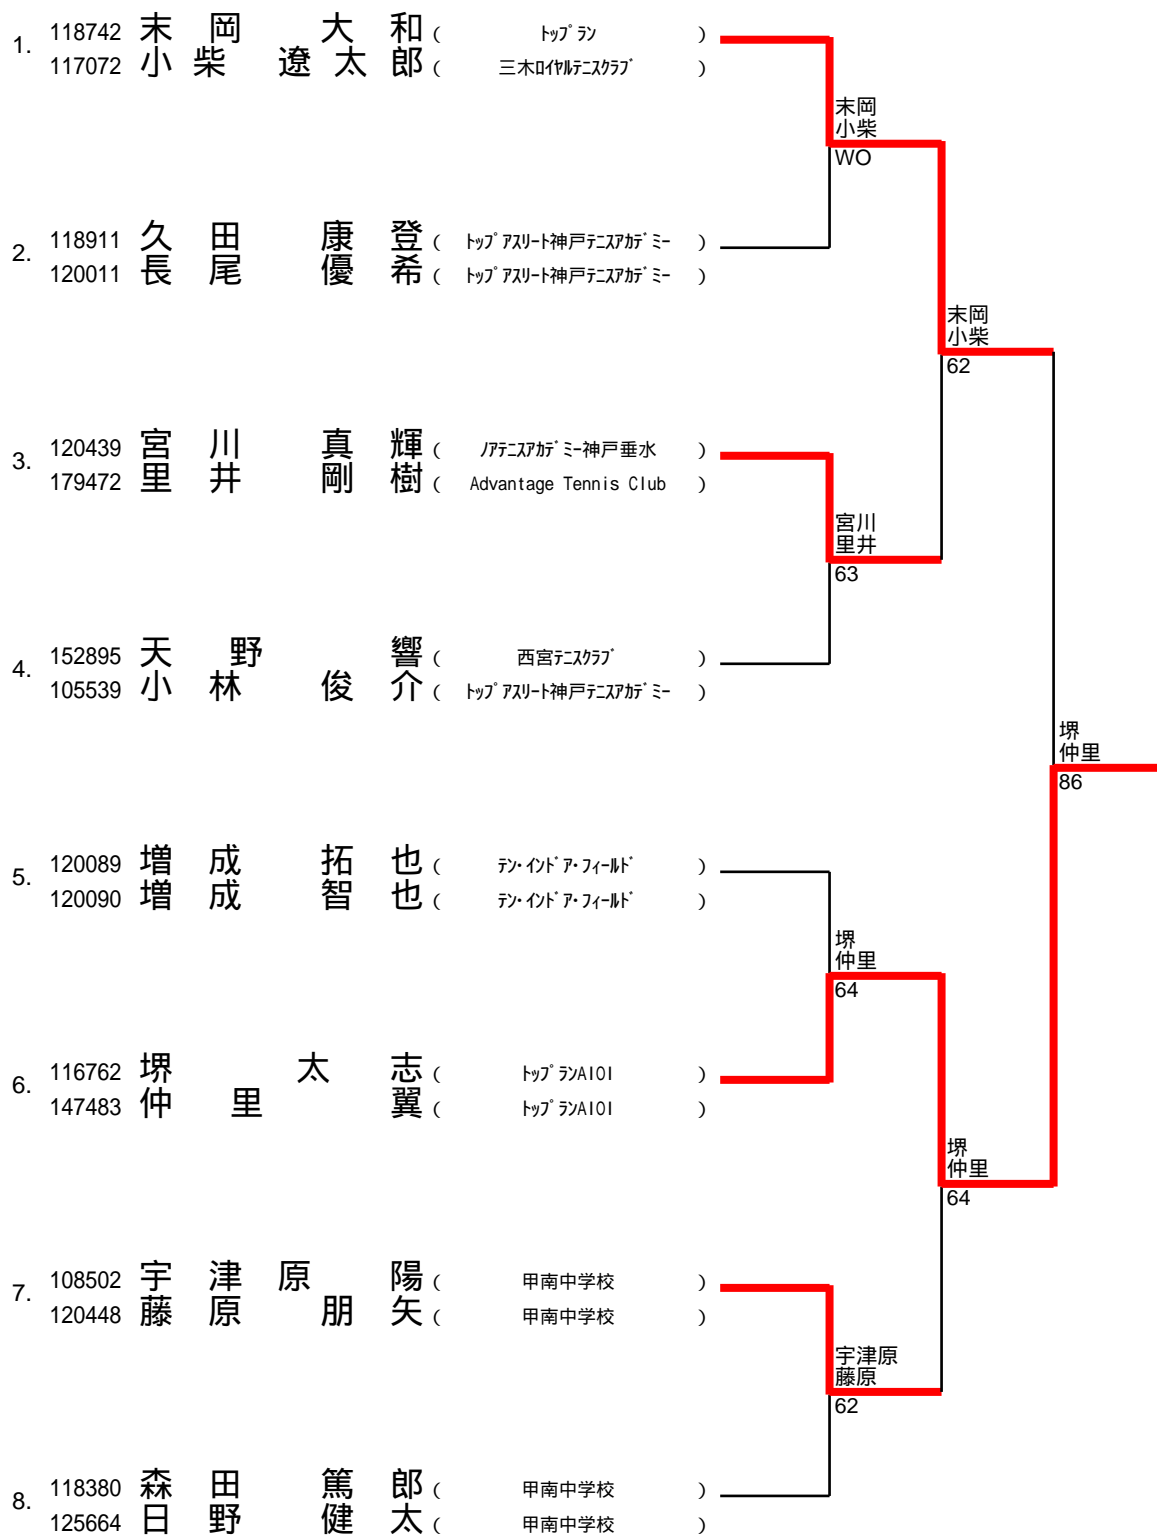 1. 118742 末岡 大和 ( トップラン )
117072 小柴 遼太郎 ( 三木ロイヤルテニスクラブ )
末岡
小柴
WO
2. 118911 久田 康登 ( トップアスリート神戸テニスアカデミー )
120011 長尾 優希 ( トップアスリート神戸テニスアカデミー )
末岡
小柴
62
3. 120439 宮川 真輝 ( ノアテニスアカデミー神戸垂水 )
179472 里井 剛樹 ( Advantage Tennis Club )
宮川
里井
63
4. 152895 天野 響 ( 西宮テニスクラブ )
105539 小林 俊介 ( トップアスリート神戸テニスアカデミー )
堺
仲里
86
5. 120089 増成 拓也 ( テン・インドア・フィールド )
120090 増成 智也 ( テン・インドア・フィールド )
堺
仲里
64
6. 116762 堺 太志 ( トップランAIOI )
147483 仲里 翼 ( トップランAIOI )
堺
仲里
64
7. 108502 宇津原 陽 ( 甲南中学校 )
120448 藤原 朋矢 ( 甲南中学校 )
宇津原
藤原
62
8. 118380 森田 篤郎 ( 甲南中学校 )
125664 日野 健太 ( 甲南中学校 )